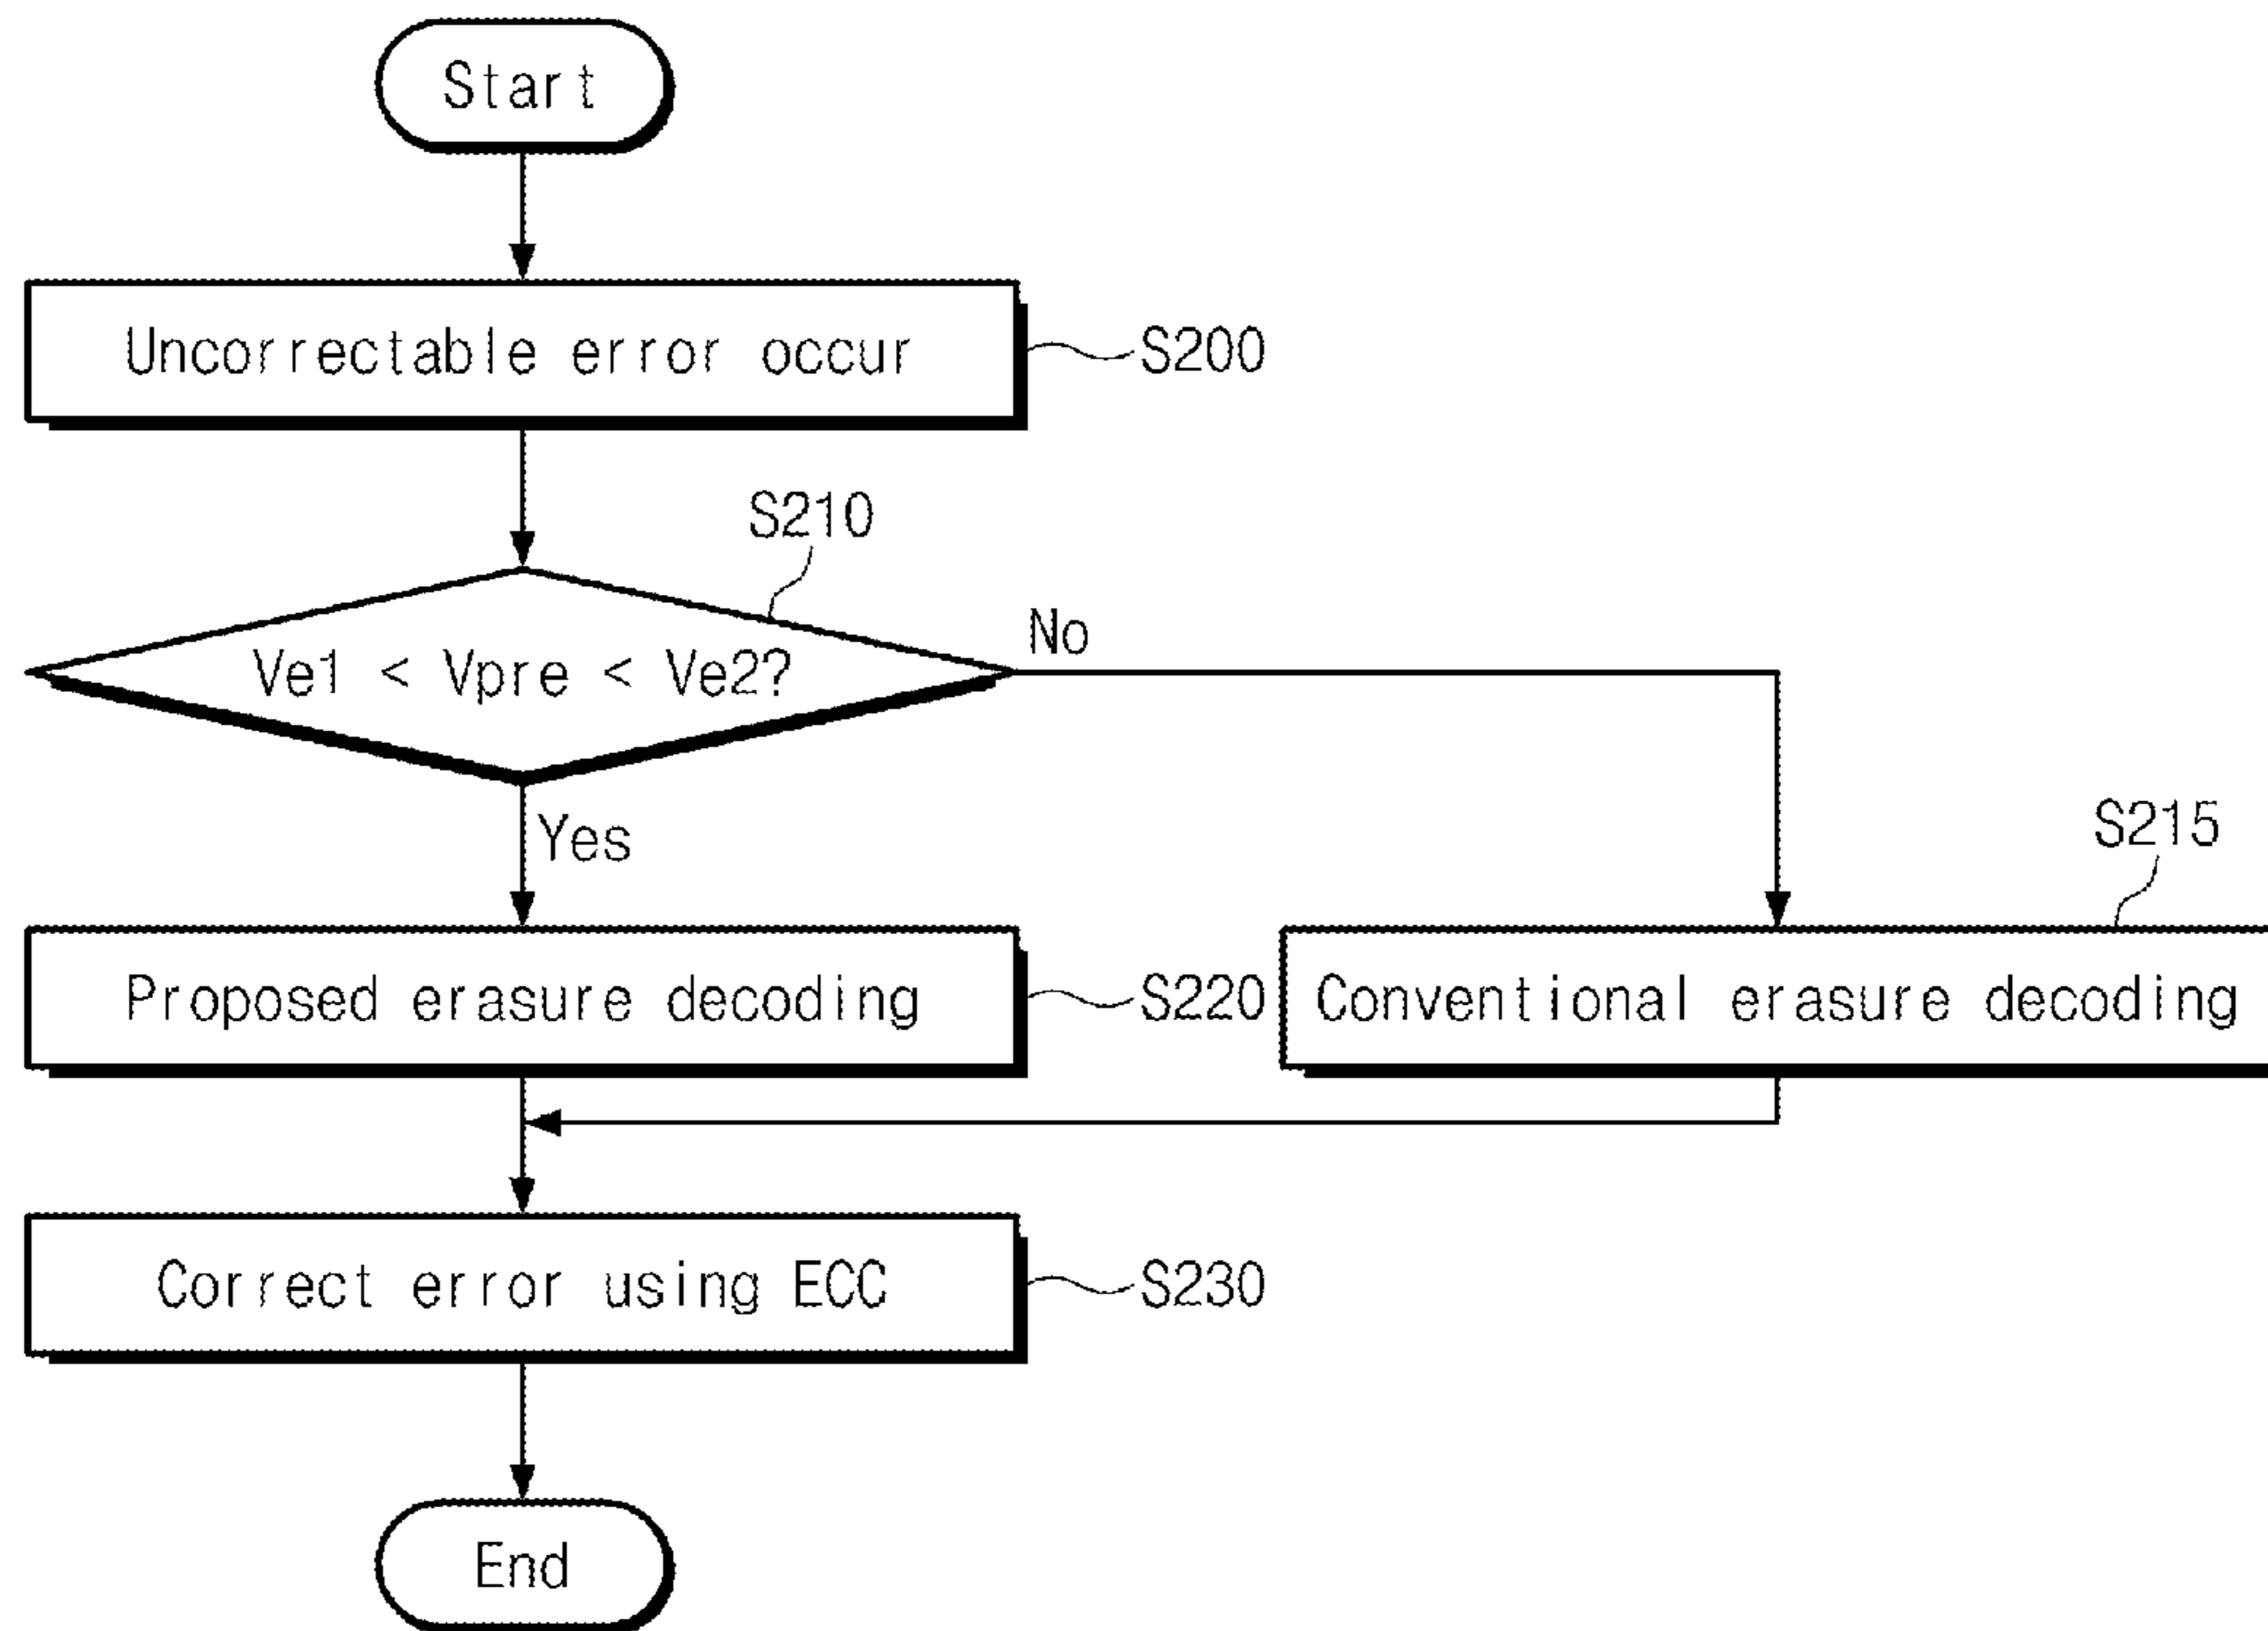 Start
Uncorrectable error occur
S200
S210
Ve1 < Vpre < Ve2?
No
Yes
S215
Proposed erasure decoding
S220
Conventional erasure decoding
Correct error using ECC
S230
End